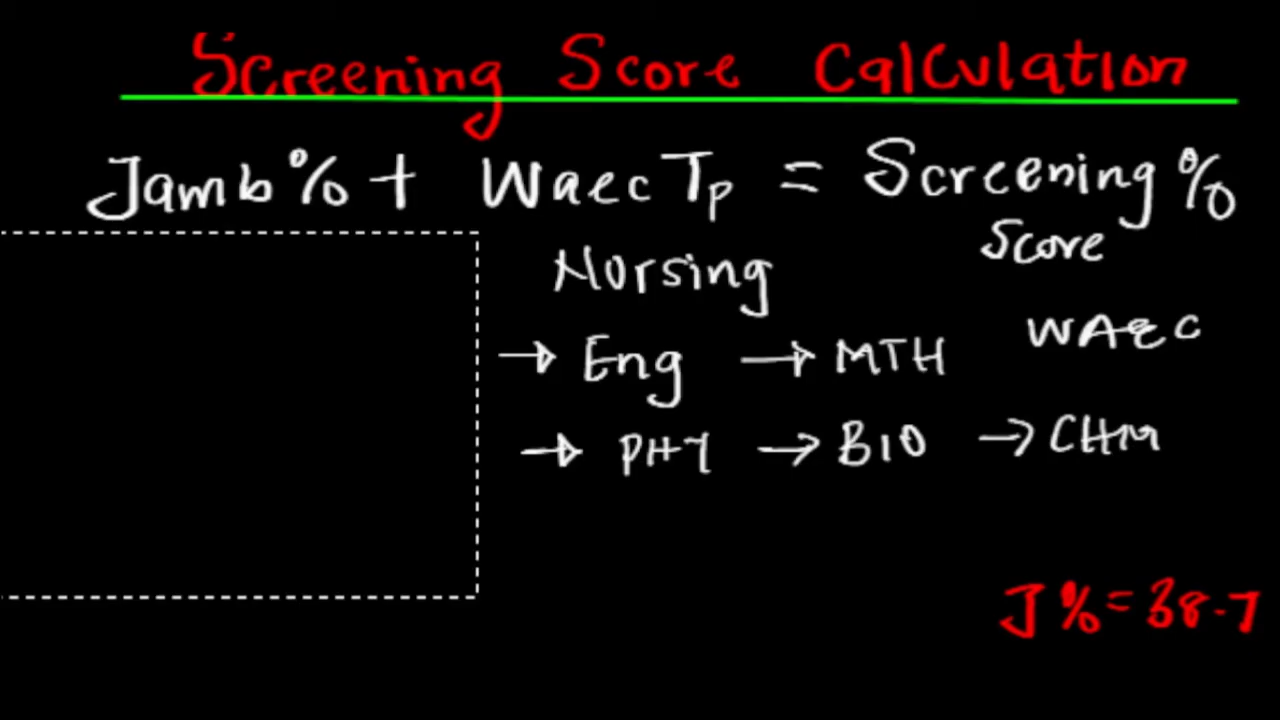 Screening Score Calculation
Jamb % + Waec Tp = Screening %
Score
Nursing
WAEC
→ Eng → MTH
→ PHY → BIO → CHM
J % = 38.7